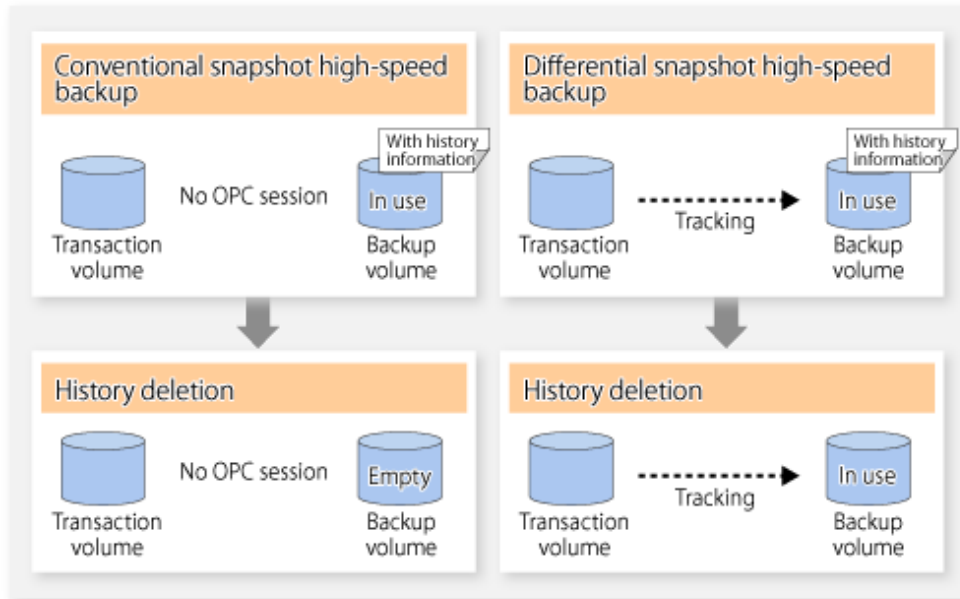 Conventional snapshot high-speed
backup
With history
information
No OPC session
In use
Transaction
volume
Backup
volume
Differential snapshot high-speed
backup
With history
information
Tracking
In use
Transaction
volume
Backup
volume
History deletion
No OPC session
Empty
Transaction
volume
Backup
volume
History deletion
Tracking
In use
Transaction
volume
Backup
volume